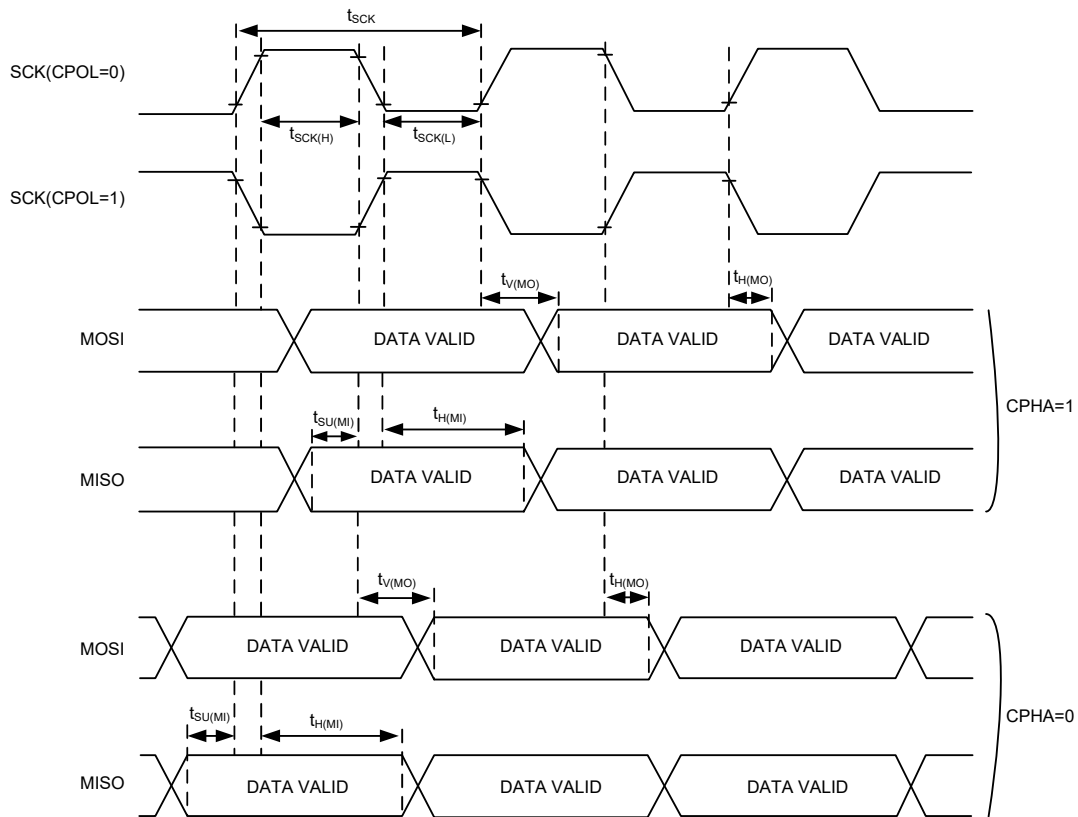 tSCK
SCK(CPOL=0)
tSCK(H)
tSCK(L)
SCK(CPOL=1)
tV(MO)
tH(MO)
MOSI
DATA VALID
DATA VALID
DATA VALID
CPHA=1
tSU(MI)
tH(MI)
MISO
DATA VALID
DATA VALID
DATA VALID
tV(MO)
tH(MO)
MOSI
DATA VALID
DATA VALID
DATA VALID
CPHA=0
tSU(MI)
tH(MI)
MISO
DATA VALID
DATA VALID
DATA VALID